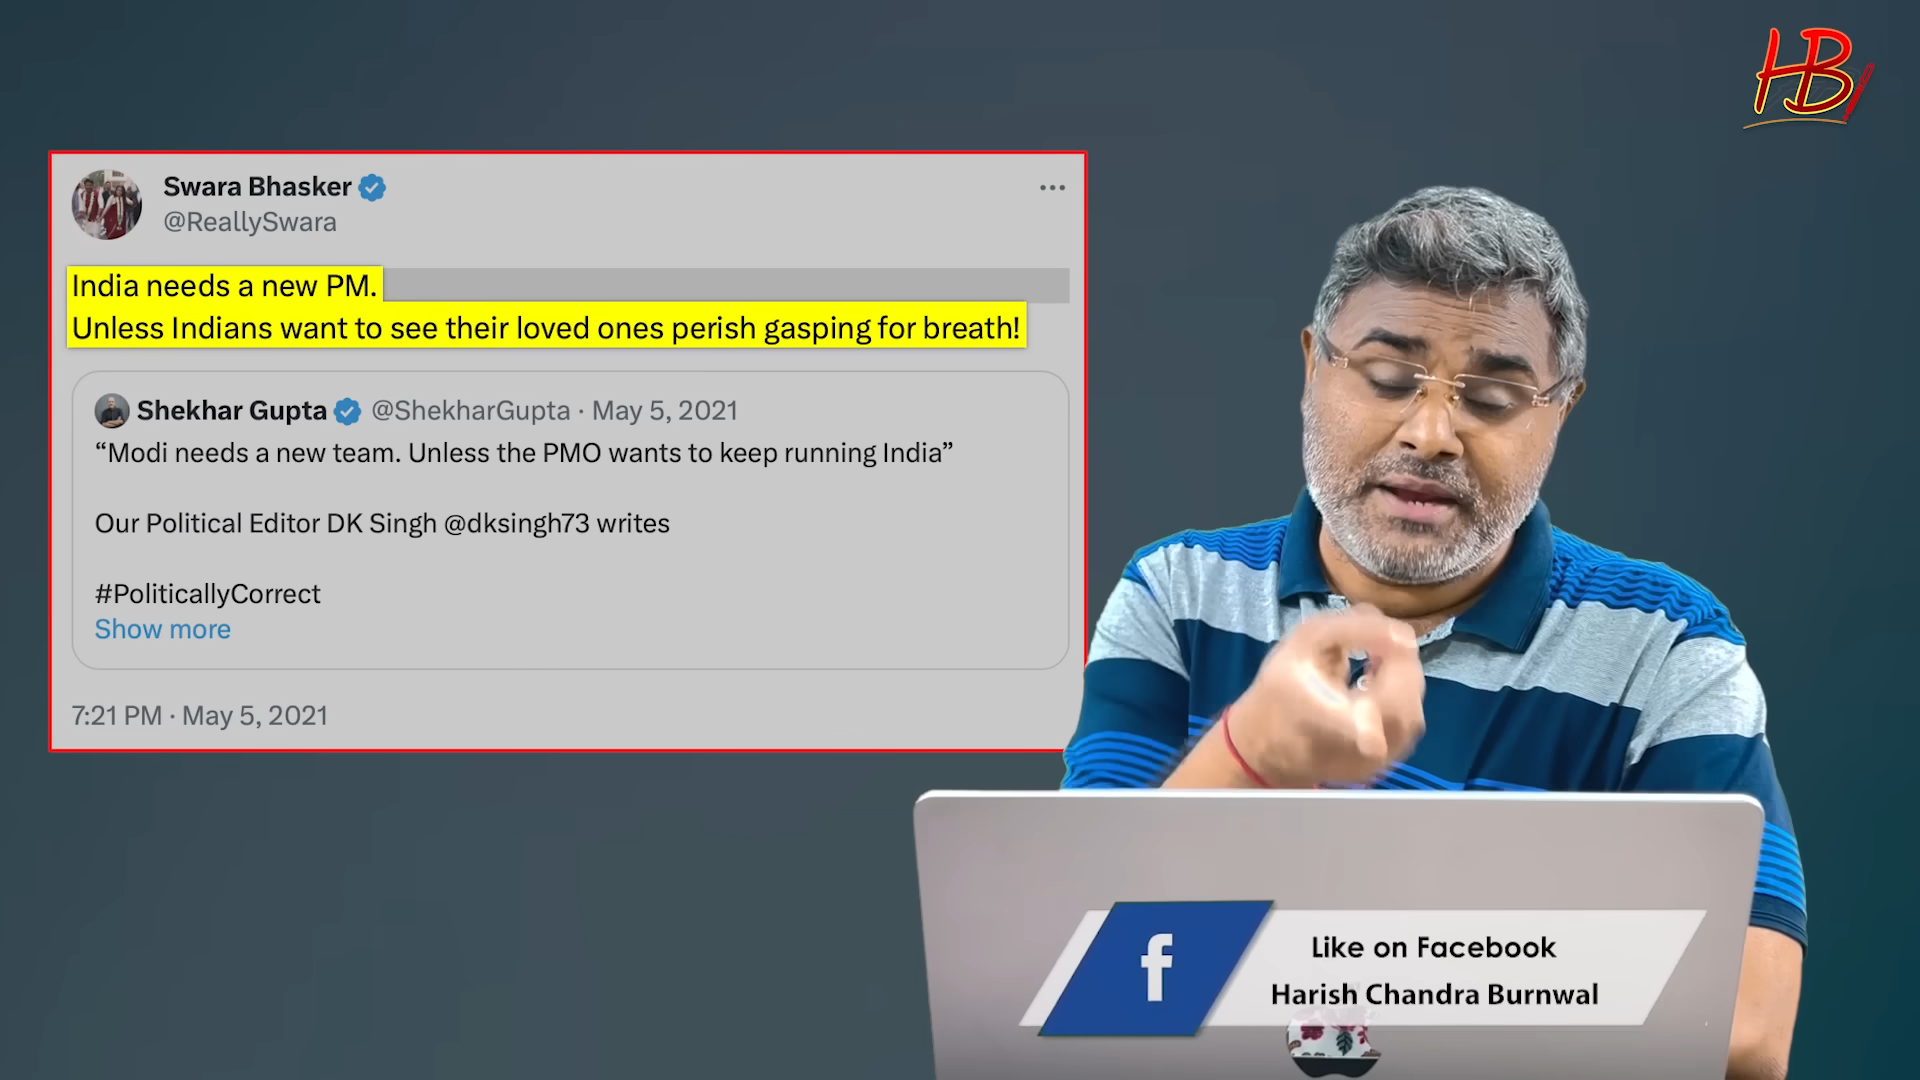 HB
Swara Bhasker
@ReallySwara
India needs a new PM.
Unless Indians want to see their loved ones perish gasping for breath!
Shekhar Gupta @ShekharGupta · May 5, 2021
“Modi needs a new team. Unless the PMO wants to keep running India”
Our Political Editor DK Singh @dksingh73 writes
#PoliticallyCorrect
Show more
7:21 PM · May 5, 2021
f
Like on Facebook
Harish Chandra Burnwal